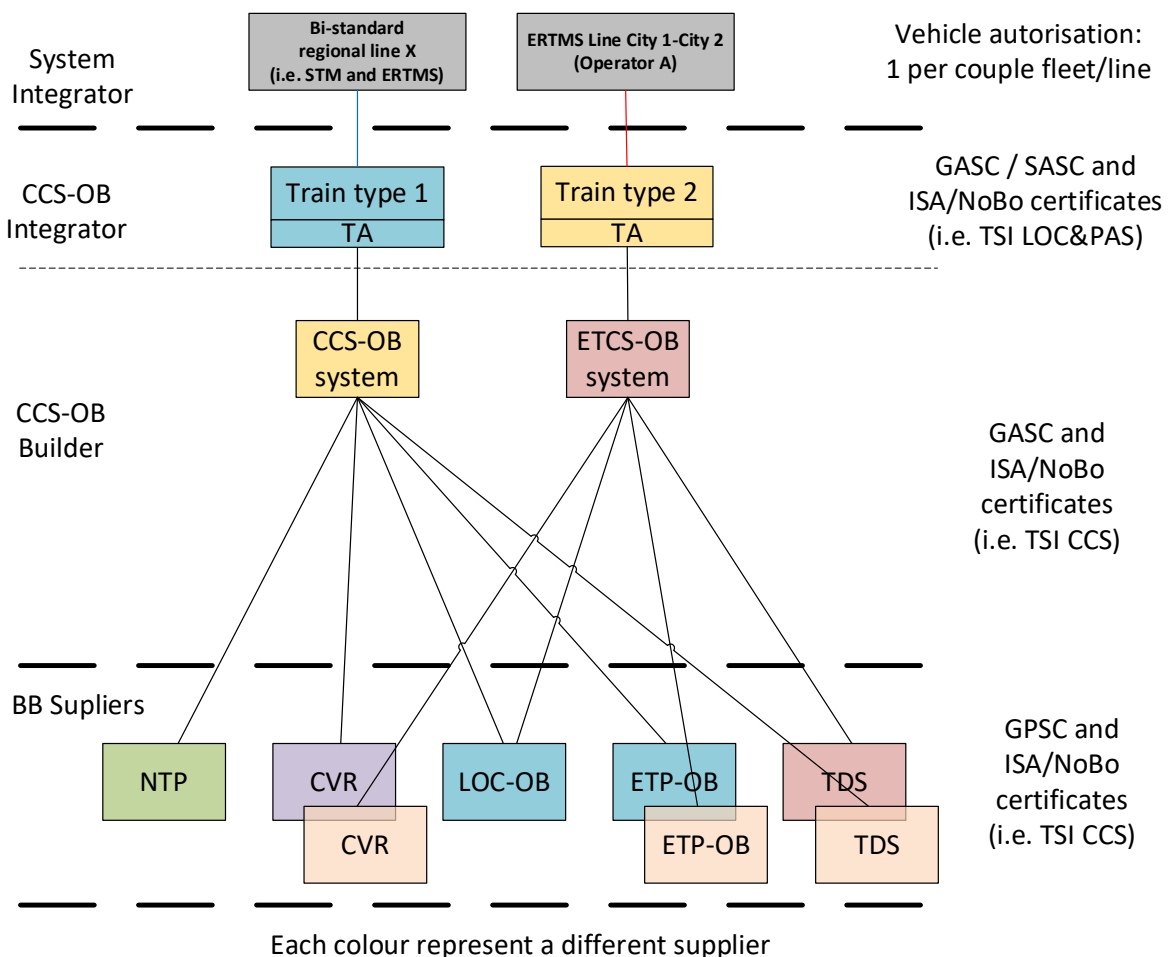 System
Integrator
Bi-standard
regional line X
(i.e. STM and ERTMS)
ERTMS Line City 1-City 2
(Operator A)
Vehicle autorisation:
1 per couple fleet/line
CCS-OB
Integrator
Train type 1
TA
Train type 2
TA
GASC / SASC and
ISA/NoBo certificates
(i.e. TSI LOC&PAS)
CCS-OB
Builder
CCS-OB
system
ETCS-OB
system
GASC and
ISA/NoBo
certificates
(i.e. TSI CCS)
BB Supliers
NTP
CVR
LOC-OB
ETP-OB
TDS
CVR
ETP-OB
TDS
GPSC and
ISA/NoBo
certificates
(i.e. TSI CCS)
Each colour represent a different supplier